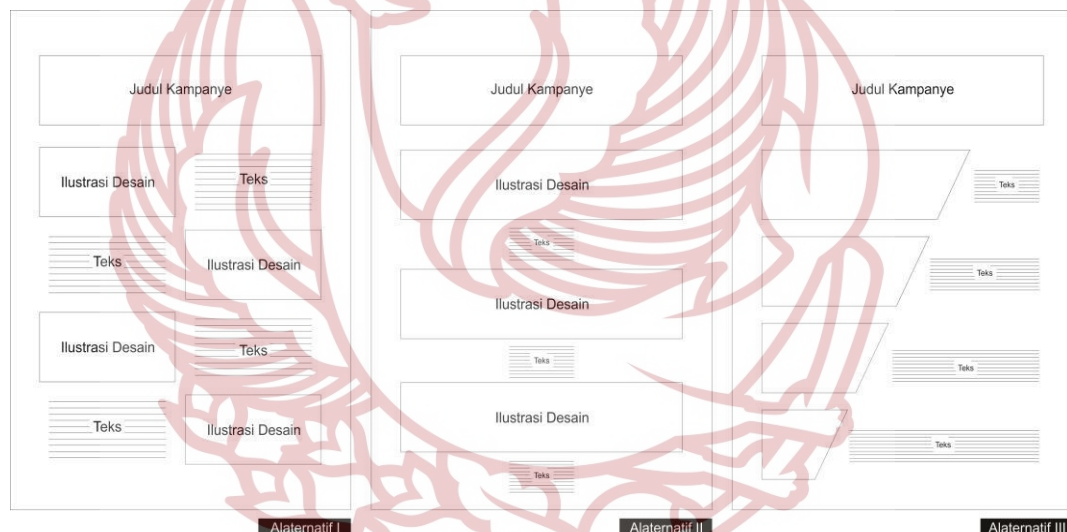 Judul Kampanye
Ilustrasi Desain
Teks
Teks
Ilustrasi Desain
Ilustrasi Desain
Teks
Teks
Ilustrasi Desain
Alaternatif I
Judul Kampanye
Ilustrasi Desain
Teks
Ilustrasi Desain
Teks
Ilustrasi Desain
Teks
Alaternatif II
Judul Kampanye
Teks
Teks
Teks
Teks
Alaternatif III